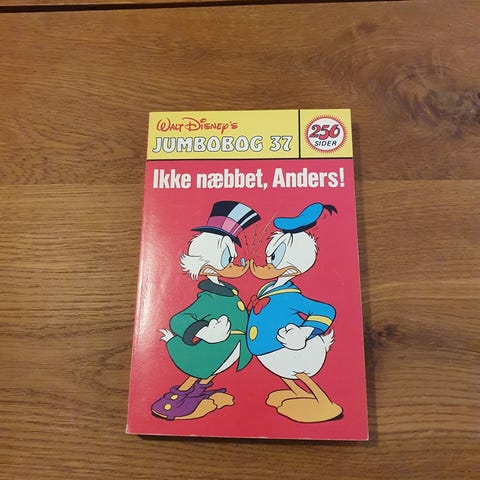 Walt Disney's
JUMBOBOG 37
256
SIDER
Ikke næbbet, Anders!